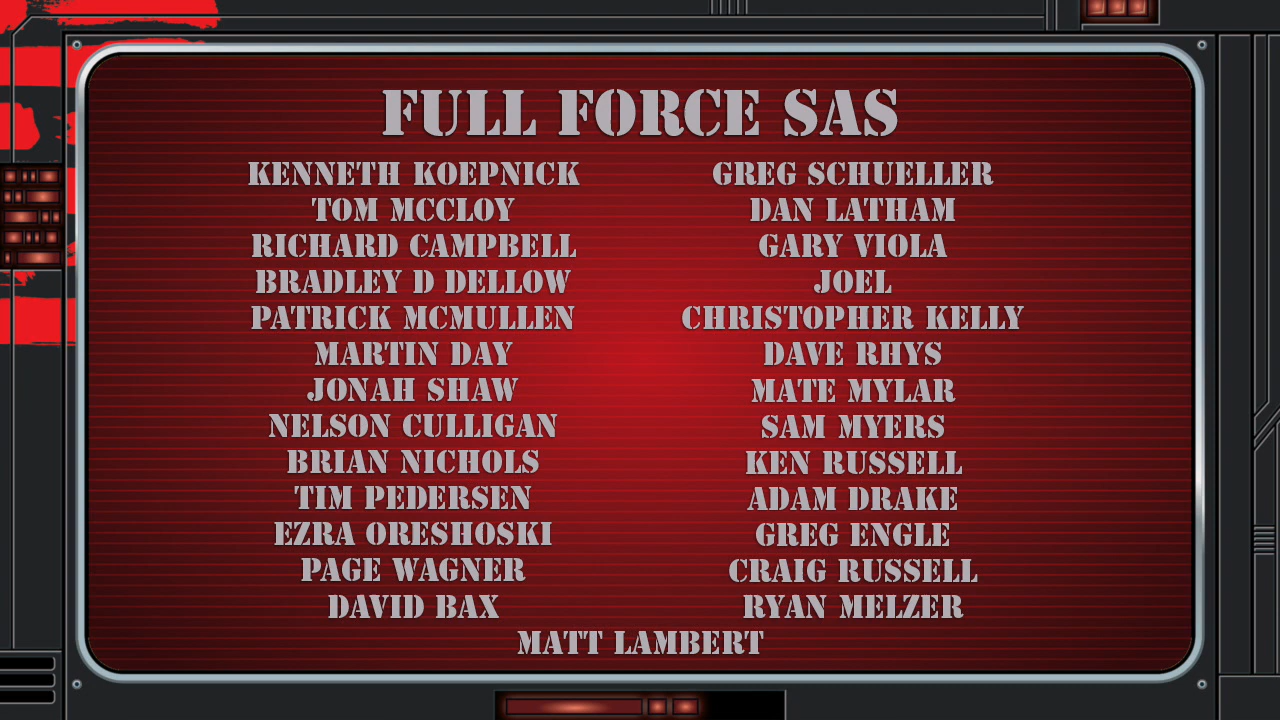 FULL FORCE SAS
KENNETH KOEPNICK
TOM MCCLOY
RICHARD CAMPBELL
BRADLEY D DELLOW
PATRICK MCMULLEN
MARTIN DAY
JONAH SHAW
NELSON CULLIGAN
BRIAN NICHOLS
TIM PEDERSEN
EZRA ORESHOSKI
PAGE WAGNER
DAVID BAX
GREG SCHUELLER
DAN LATHAM
GARY VIOLA
JOEL
CHRISTOPHER KELLY
DAVE RHYS
MATE MYLAR
SAM MYERS
KEN RUSSELL
ADAM DRAKE
GREG ENGLE
CRAIG RUSSELL
RYAN MELZER
MATT LAMBERT